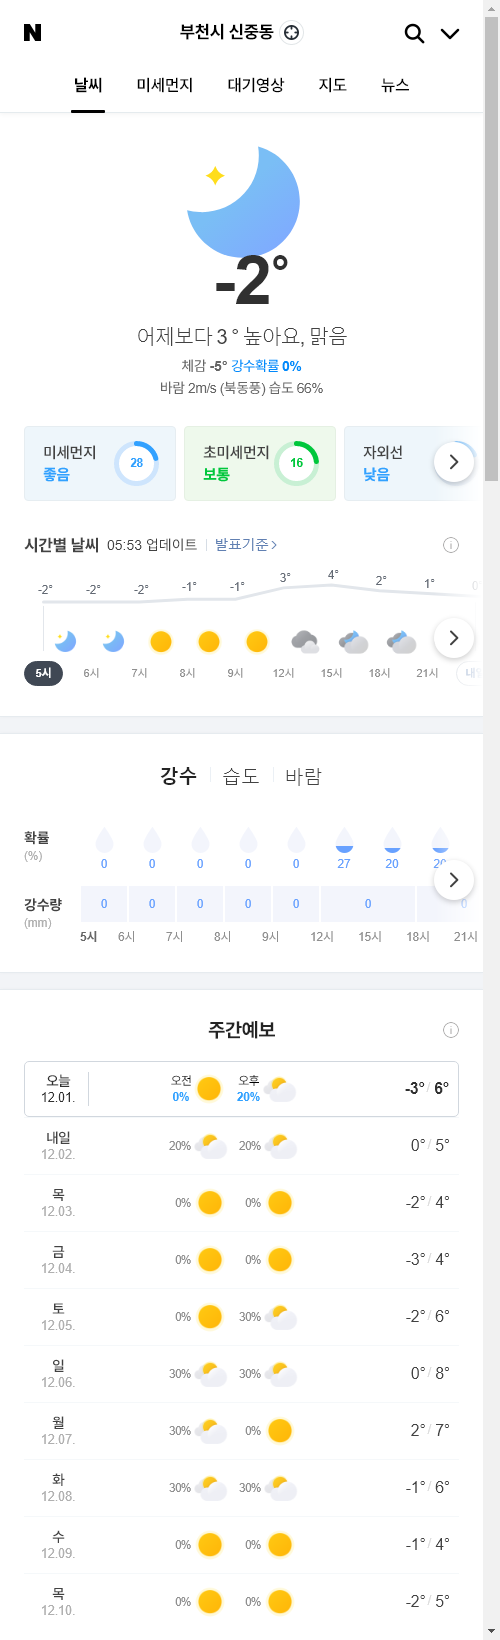 N
부천시 신중동
날씨 미세먼지 대기영상 지도 뉴스
-2°
어제보다 3 ° 높아요, 맑음
체감 -5° 강수확률 0%
바람 2m/s (북동풍) 습도 66%
미세먼지 좋음 28
초미세먼지 보통 16
자외선 낮음
시간별 날씨 05:53 업데이트 발표기준
-2° -2° -2° -1° -1° 3° 4° 2° 1° 0°
5시 6시 7시 8시 9시 12시 15시 18시 21시
강수 습도 바람
확률 (%)
0 0 0 0 0 27 20 20
강수량 (mm)
0 0 0 0 0 0 0
5시 6시 7시 8시 9시 12시 15시 18시 21시
주간예보
오늘 12.01. 오전 0% 오후 20% -3° / 6°
내일 12.02. 20% 20% 0° / 5°
목 12.03. 0% 0% -2° / 4°
금 12.04. 0% 0% -3° / 4°
토 12.05. 0% 30% -2° / 6°
일 12.06. 30% 30% 0° / 8°
월 12.07. 30% 0% 2° / 7°
화 12.08. 30% 30% -1° / 6°
수 12.09. 0% 0% -1° / 4°
목 12.10. 0% 0% -2° / 5°